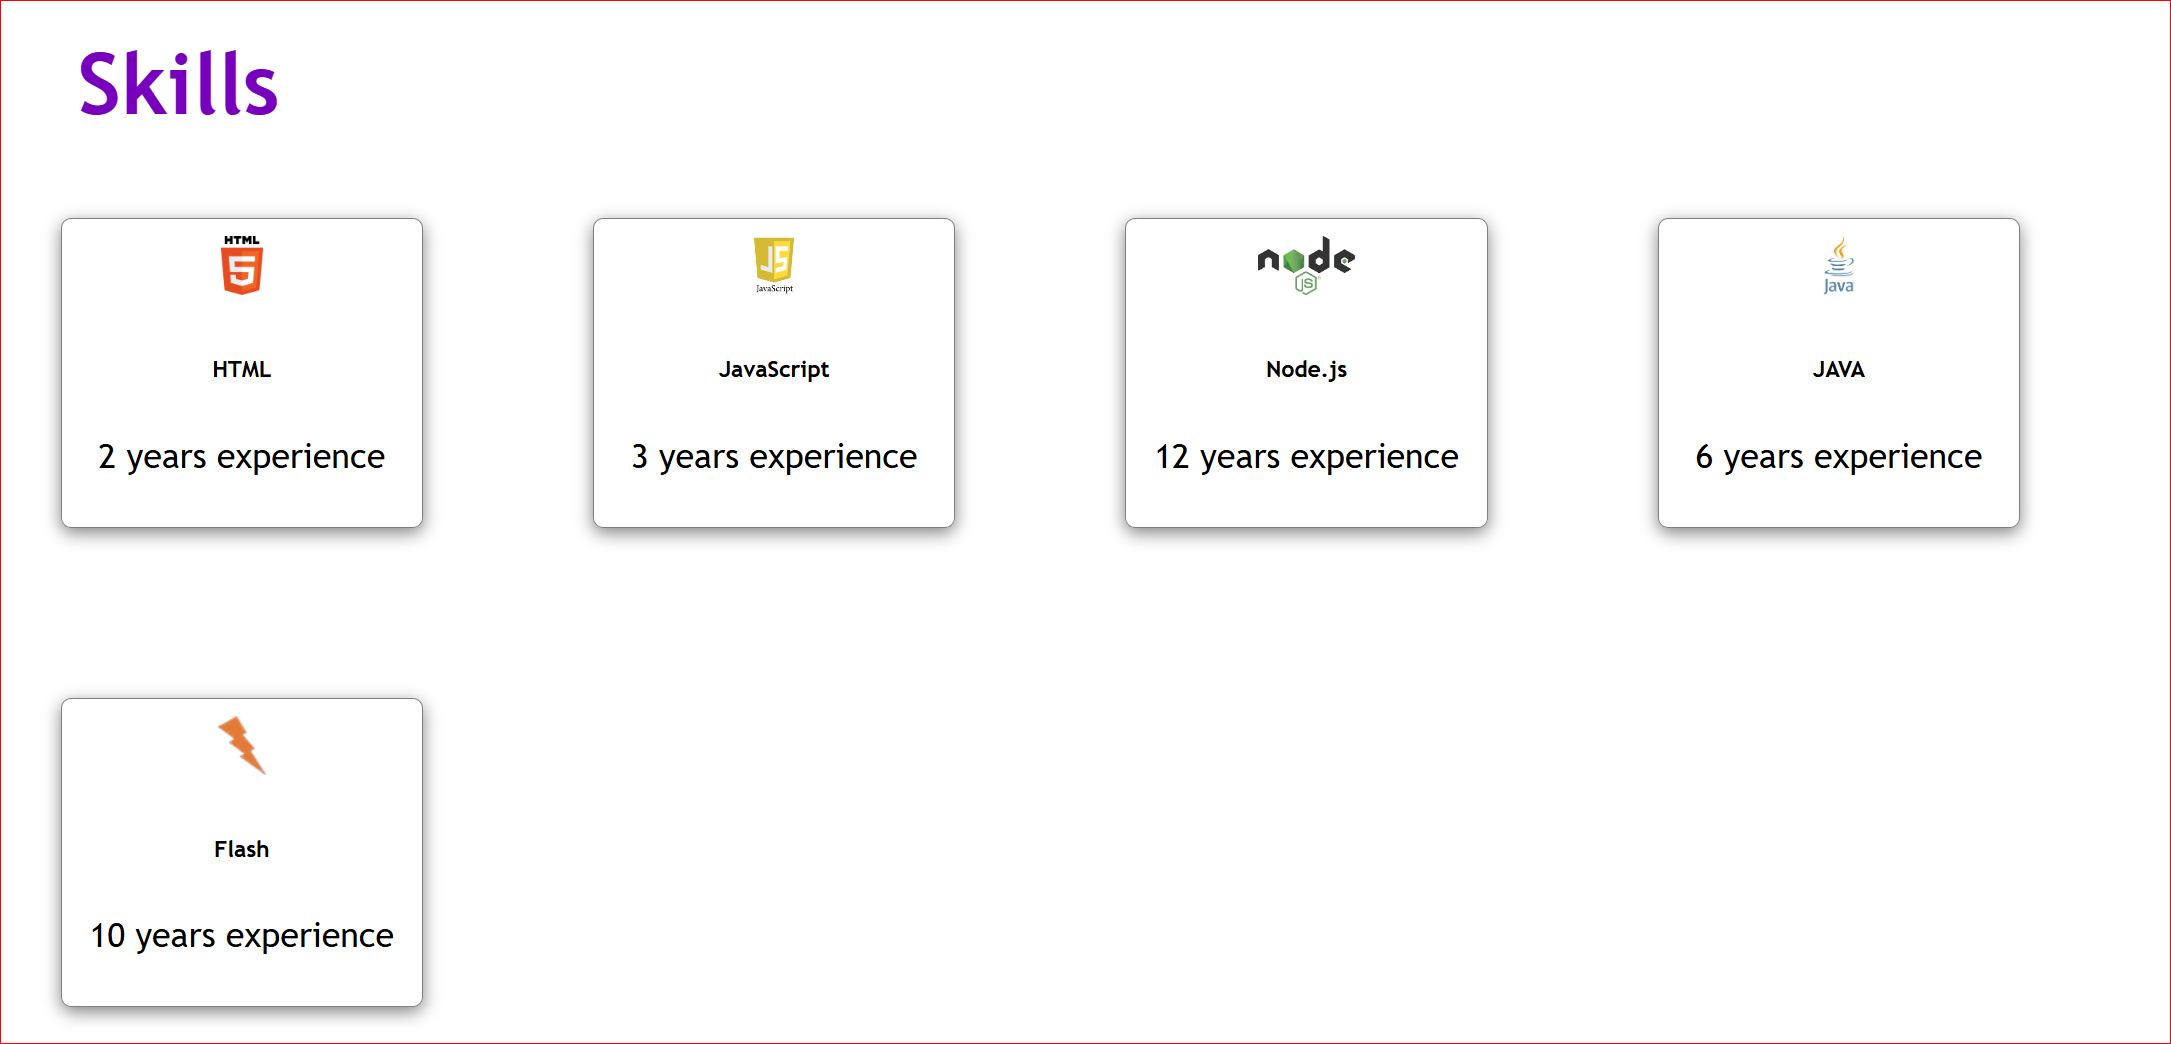 Skills
HTML
5
HTML
2 years experience
JS
JavaScript
JavaScript
3 years experience
node
JS
Node.js
12 years experience
Java
JAVA
6 years experience
Flash
10 years experience